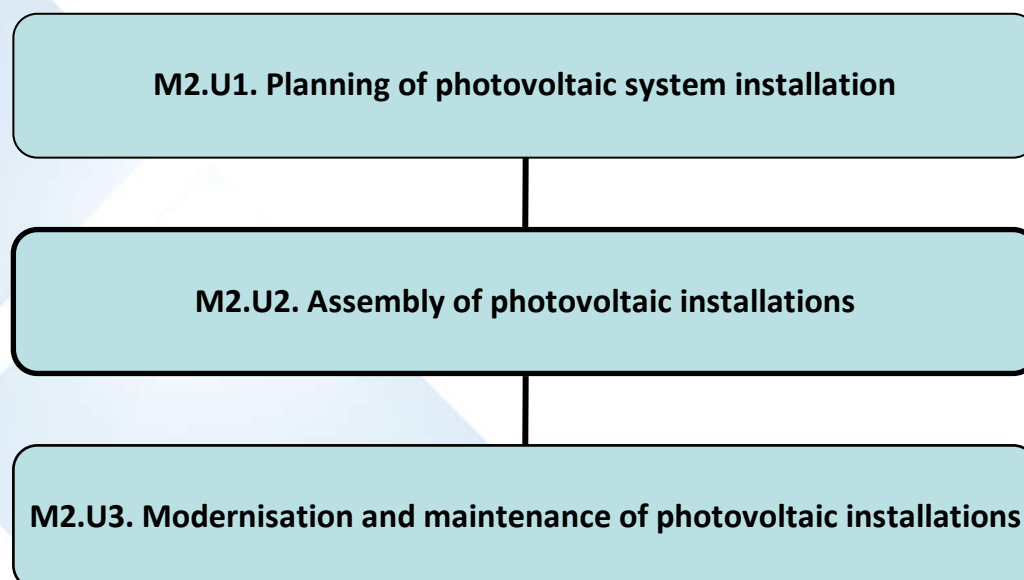 M2.U1. Planning of photovoltaic system installation
M2.U2. Assembly of photovoltaic installations
M2.U3. Modernisation and maintenance of photovoltaic installations